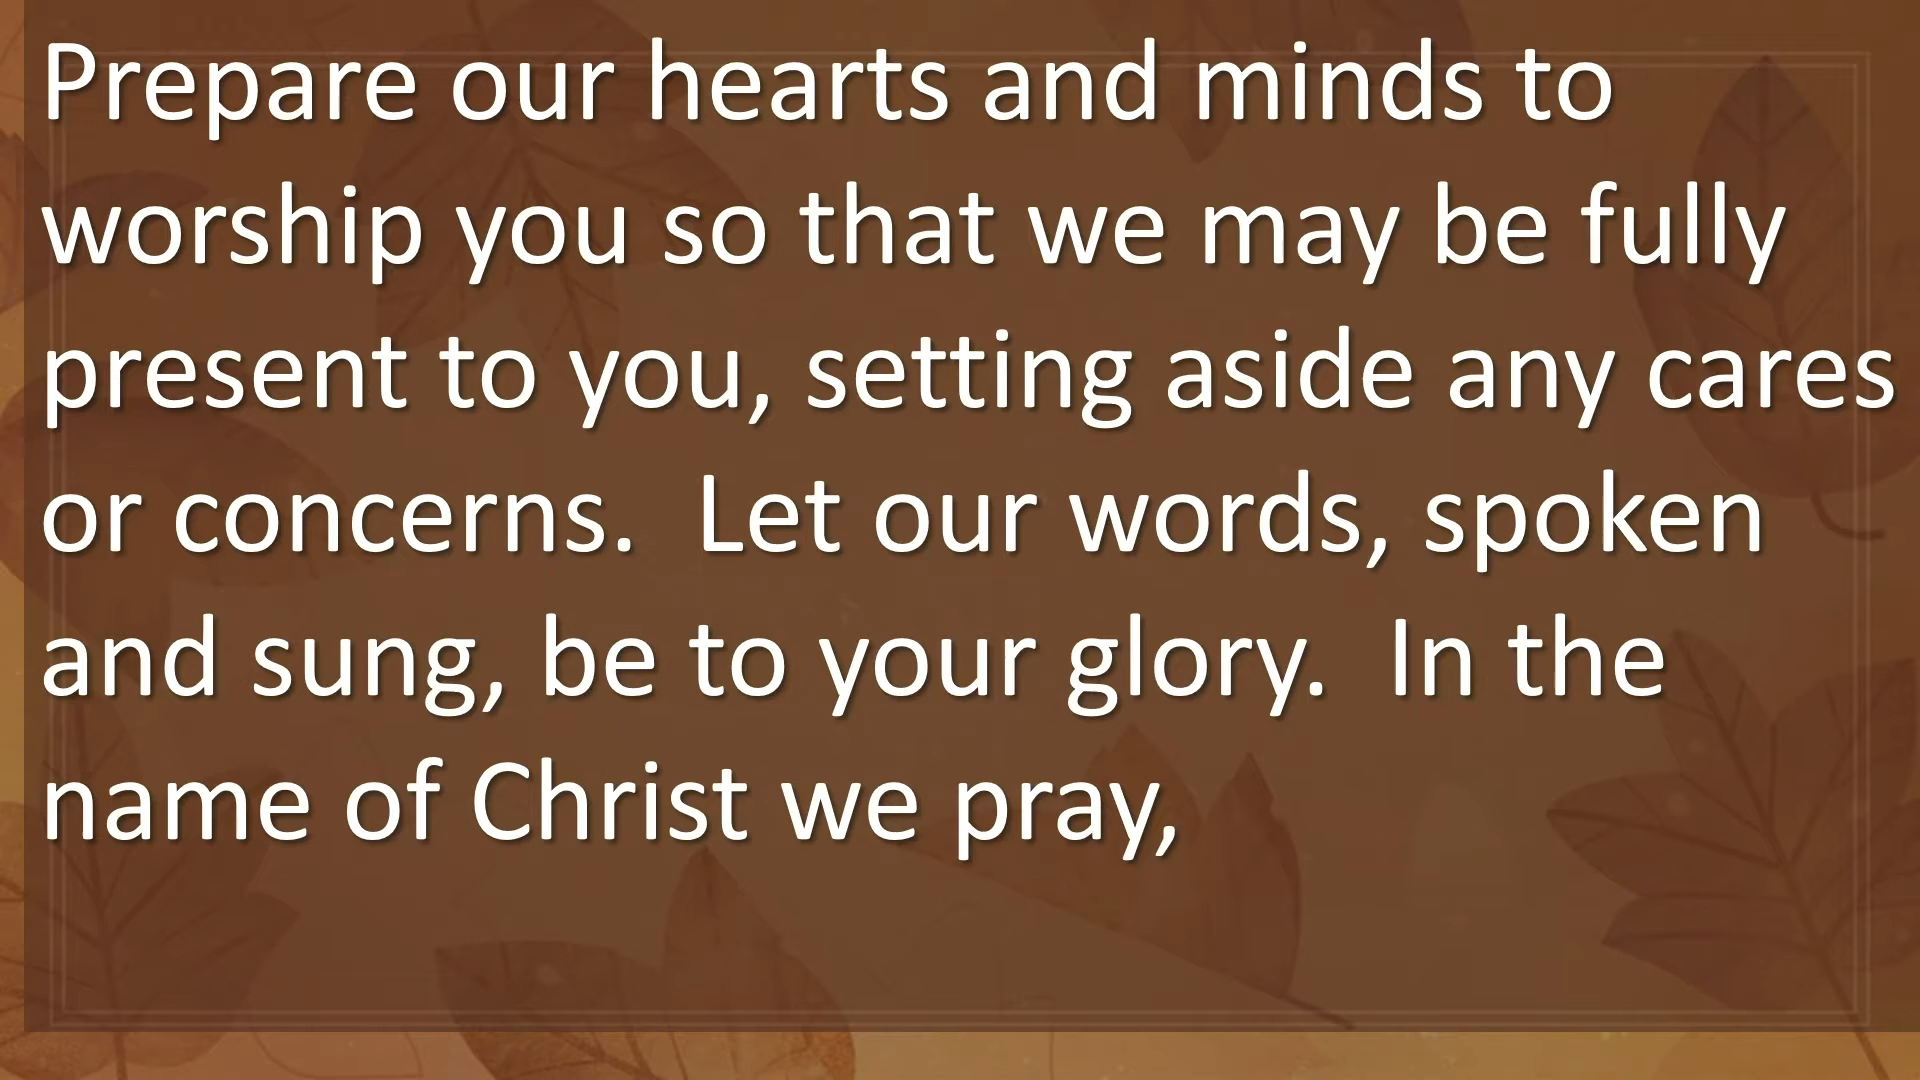 Prepare our hearts and minds to
worship you so that we may be fully
present to you, setting aside any cares
or concerns.  Let our words, spoken
and sung, be to your glory.  In the
name of Christ we pray,